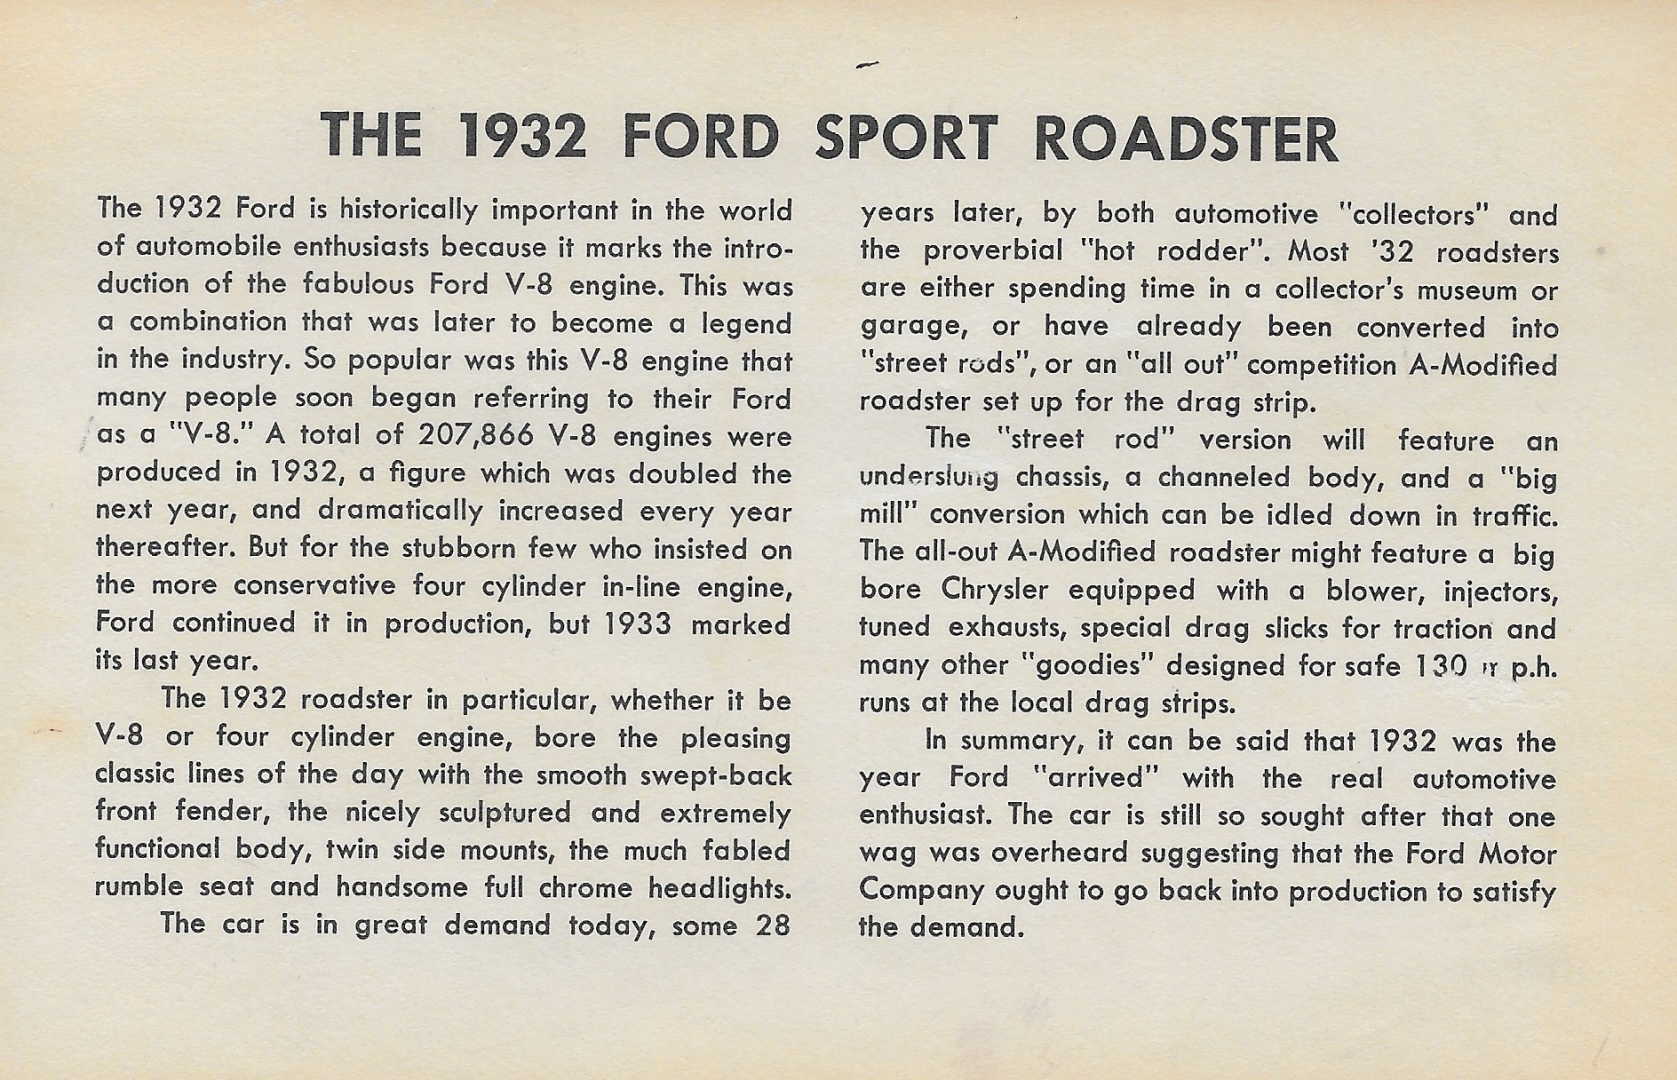 THE 1932 FORD SPORT ROADSTER
The 1932 Ford is historically important in the world
of automobile enthusiasts because it marks the intro-
duction of the fabulous Ford V-8 engine. This was
a combination that was later to become a legend
in the industry. So popular was this V-8 engine that
many people soon began referring to their Ford
as a "V-8." A total of 207,866 V-8 engines were
produced in 1932, a figure which was doubled the
next year, and dramatically increased every year
thereafter. But for the stubborn few who insisted on
the more conservative four cylinder in-line engine,
Ford continued it in production, but 1933 marked
its last year.
The 1932 roadster in particular, whether it be
V-8 or four cylinder engine, bore the pleasing
classic lines of the day with the smooth swept-back
front fender, the nicely sculptured and extremely
functional body, twin side mounts, the much fabled
rumble seat and handsome full chrome headlights.
The car is in great demand today, some 28
years later, by both automotive "collectors" and
the proverbial "hot rodder". Most '32 roadsters
are either spending time in a collector's museum or
garage, or have already been converted into
"street rods", or an "all out" competition A-Modified
roadster set up for the drag strip.
The "street rod" version will feature an
underslung chassis, a channeled body, and a "big
mill" conversion which can be idled down in traffic.
The all-out A-Modified roadster might feature a big
bore Chrysler equipped with a blower, injectors,
tuned exhausts, special drag slicks for traction and
many other "goodies" designed for safe 130 m p.h.
runs at the local drag strips.
In summary, it can be said that 1932 was the
year Ford "arrived" with the real automotive
enthusiast. The car is still so sought after that one
wag was overheard suggesting that the Ford Motor
Company ought to go back into production to satisfy
the demand.